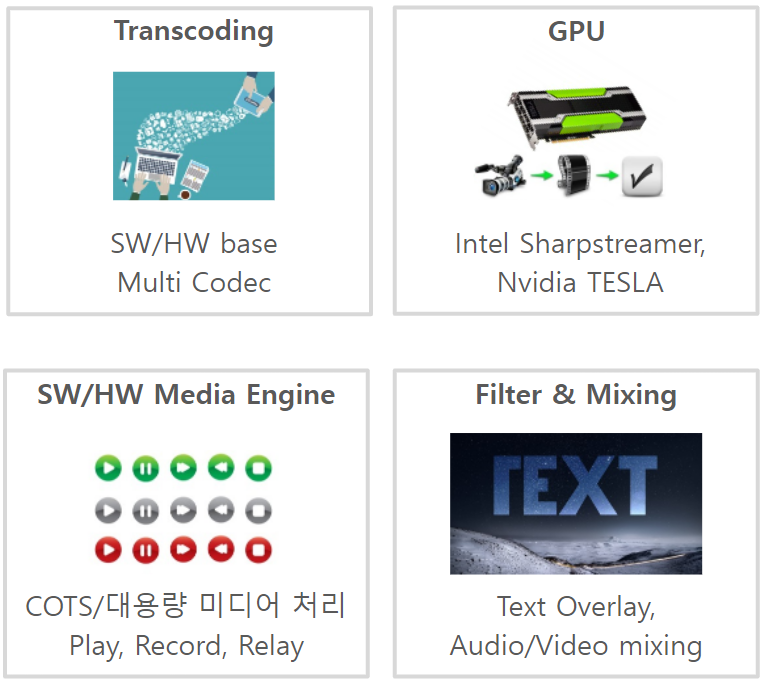 Transcoding
SW/HW base
Multi Codec
GPU
Intel Sharpstreamer,
Nvidia TESLA
SW/HW Media Engine
COTS/대용량 미디어 처리
Play, Record, Relay
Filter & Mixing
TEXT
Text Overlay,
Audio/Video mixing